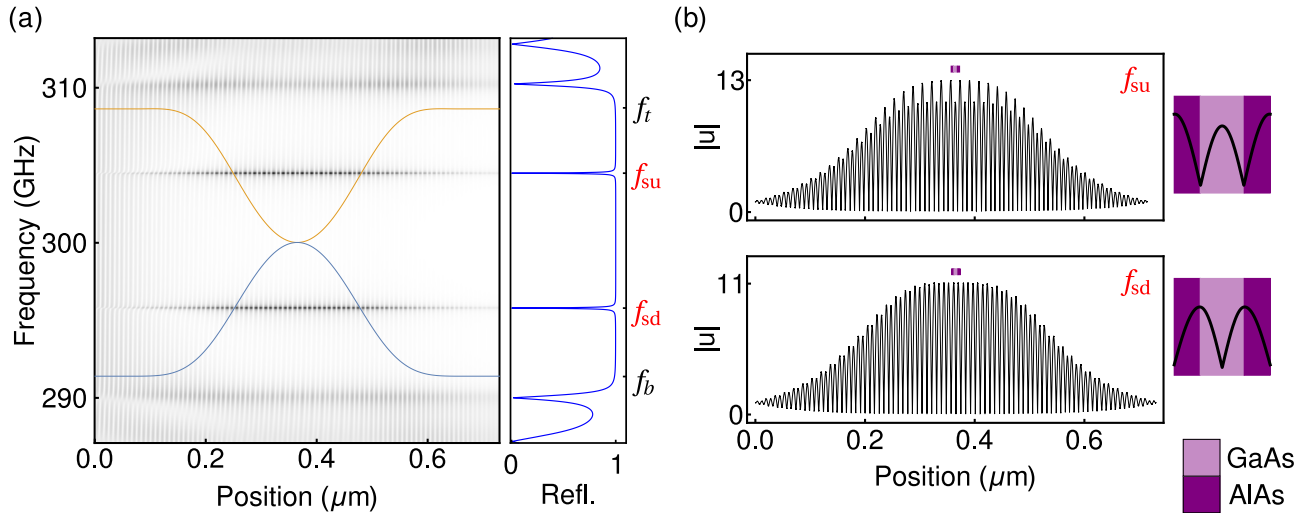 (a)
Frequency (GHz)
310
300
290
0.0 0.2 0.4 0.6
Position (μm)
f_t
f_su
f_sd
f_b
0 1
Refl.
(b)
|u|
13
0
f_su
|u|
11
0
f_sd
0.0 0.2 0.4 0.6
Position (μm)
GaAs
AlAs